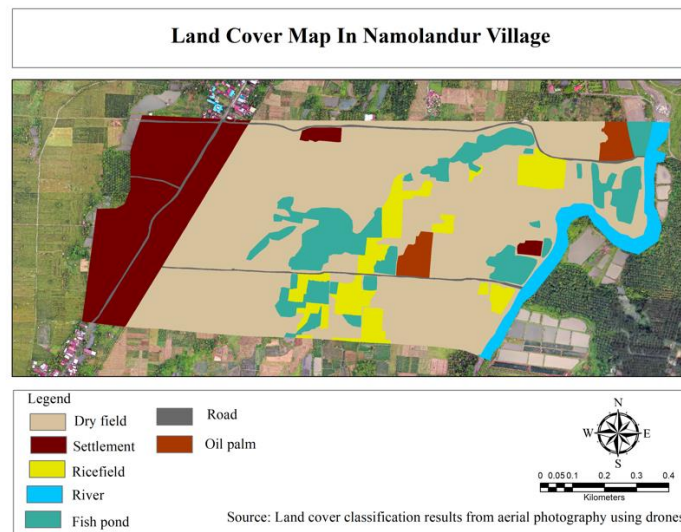 Land Cover Map In Namolandur Village
Legend
Dry field
Settlement
Ricefield
River
Fish pond
Road
Oil palm
N
W E
S
0 0.05 0.1 0.2 0.3 0.4
Kilometers
Source: Land cover classification results from aerial photography using drones